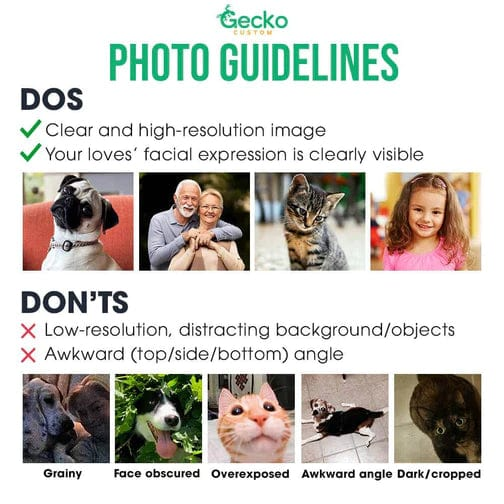 Gecko
CUSTOM
PHOTO GUIDELINES
DOS
Clear and high-resolution image
Your loves’ facial expression is clearly visible
DON’TS
Low-resolution, distracting background/objects
Awkward (top/side/bottom) angle
Grainy
Face obscured
Overexposed
Awkward angle
Dark/cropped